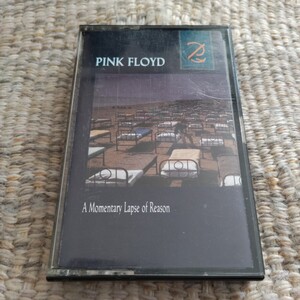 PINK FLOYD
A Momentary Lapse of Reason